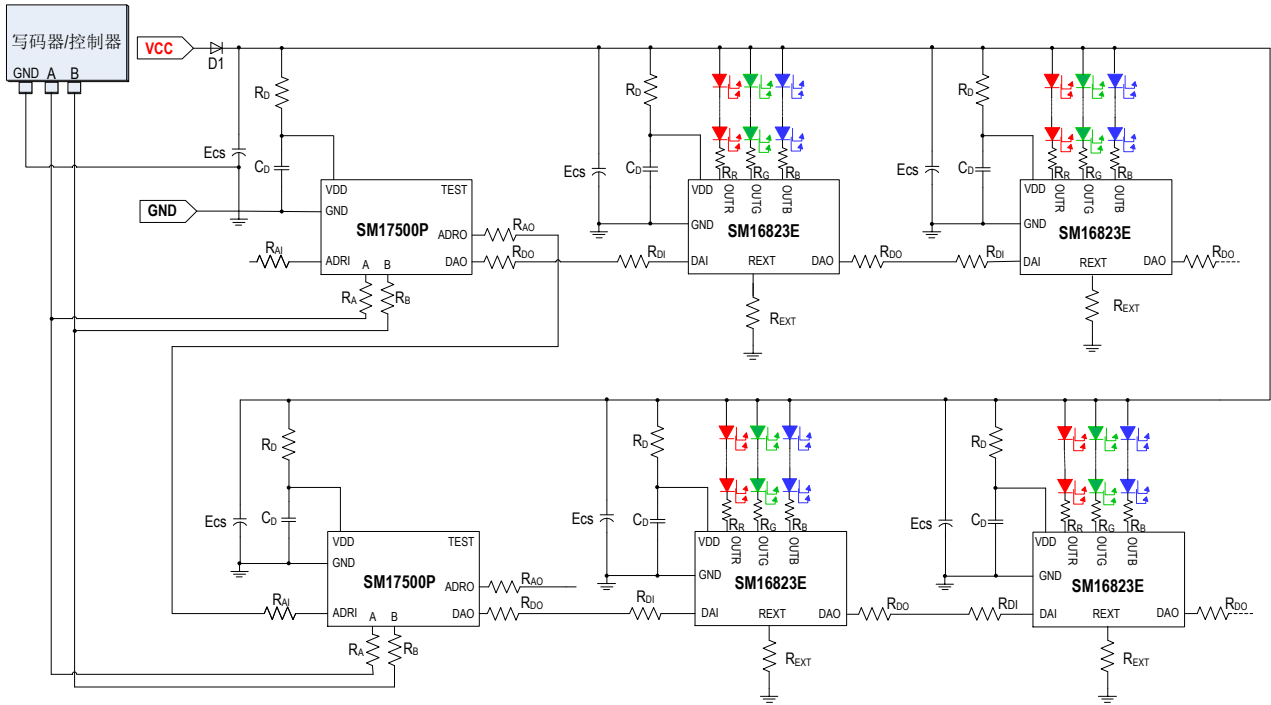 写码器/控制器
GND A B
VCC
D1
RD
Ecs
CD
GND
VDD
TEST
GND
SM17500P
ADRO
RAO
RAI
ADRI
A
B
DAO
RDO
RA
RB
RD
Ecs
CD
RR
RG
RB
VDD
OUTR
OUTG
OUTB
GND
SM16823E
RDI
DAI
REXT
DAO
RDO
REXT
RD
Ecs
CD
RR
RG
RB
VDD
OUTR
OUTG
OUTB
GND
SM16823E
RDI
DAI
REXT
DAO
RDO
REXT
RD
Ecs
CD
VDD
TEST
GND
SM17500P
ADRO
RAO
RAI
ADRI
A
B
DAO
RDO
RA
RB
RD
Ecs
CD
RR
RG
RB
VDD
OUTR
OUTG
OUTB
GND
SM16823E
RDI
DAI
REXT
DAO
RDO
REXT
RD
Ecs
CD
RR
RG
RB
VDD
OUTR
OUTG
OUTB
GND
SM16823E
RDI
DAI
REXT
DAO
RDO
REXT